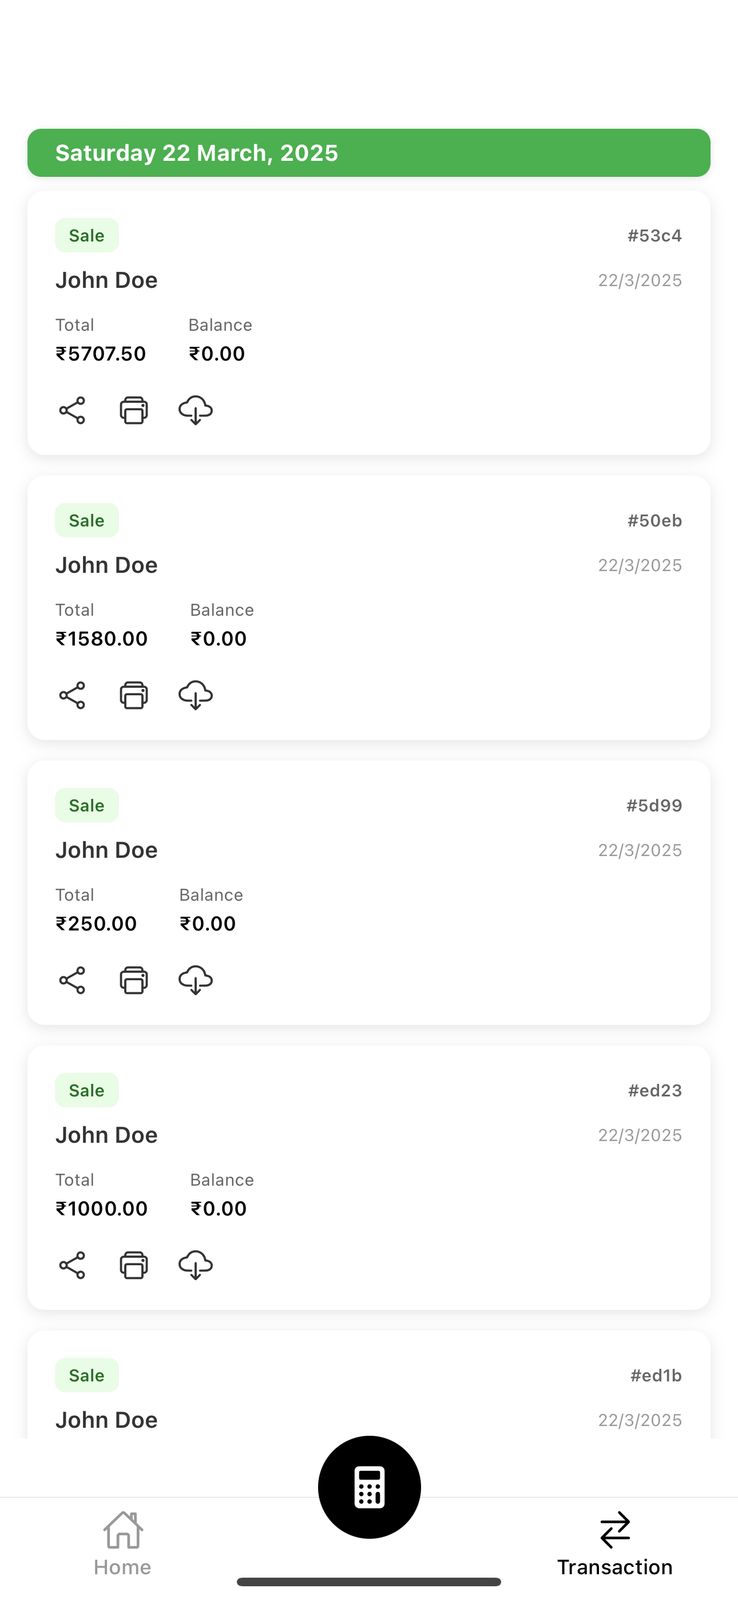 Saturday 22 March, 2025
Sale #53c4
John Doe 22/3/2025
Total Balance
₹5707.50 ₹0.00
Sale #50eb
John Doe 22/3/2025
Total Balance
₹1580.00 ₹0.00
Sale #5d99
John Doe 22/3/2025
Total Balance
₹250.00 ₹0.00
Sale #ed23
John Doe 22/3/2025
Total Balance
₹1000.00 ₹0.00
Sale #ed1b
John Doe 22/3/2025
Home Transaction